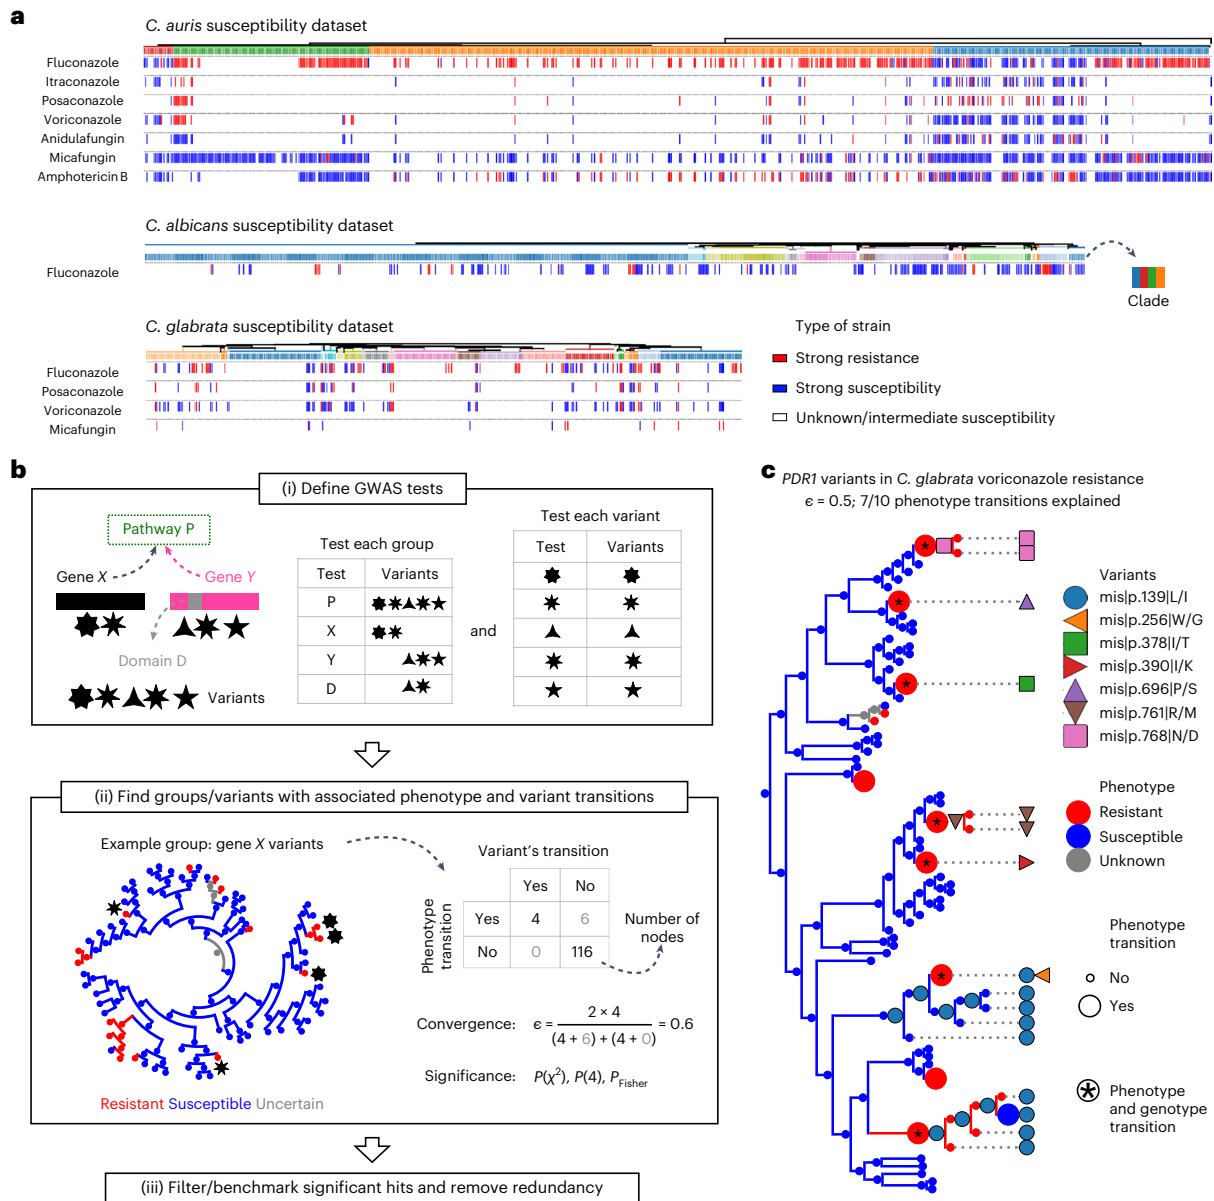 a
C. auris susceptibility dataset
Fluconazole
Itraconazole
Posaconazole
Voriconazole
Anidulafungin
Micafungin
Amphotericin B
C. albicans susceptibility dataset
Fluconazole
Clade
C. glabrata susceptibility dataset
Fluconazole
Posaconazole
Voriconazole
Micafungin
Type of strain
Strong resistance
Strong susceptibility
Unknown/intermediate susceptibility
b
(i) Define GWAS tests
Pathway P
Gene X
Gene Y
Domain D
Variants
Test each group
Test Variants
P
X
Y
D
and
Test each variant
Test Variants
(ii) Find groups/variants with associated phenotype and variant transitions
Example group: gene X variants
Resistant Susceptible Uncertain
Variant's transition
Yes No
Phenotype transition
Yes 4 6
No 0 116
Number of
nodes
Convergence: ϵ = 2 × 4 / (4 + 6) + (4 + 0) = 0.6
Significance: P(χ²), P(4), P_Fisher
(iii) Filter/benchmark significant hits and remove redundancy
c
PDR1 variants in C. glabrata voriconazole resistance
ϵ = 0.5; 7/10 phenotype transitions explained
Variants
mis|p.139|L/I
mis|p.256|W/G
mis|p.378|I/T
mis|p.390|I/K
mis|p.696|P/S
mis|p.761|R/M
mis|p.768|N/D
Phenotype
Resistant
Susceptible
Unknown
Phenotype
transition
No
Yes
Phenotype
and genotype
transition